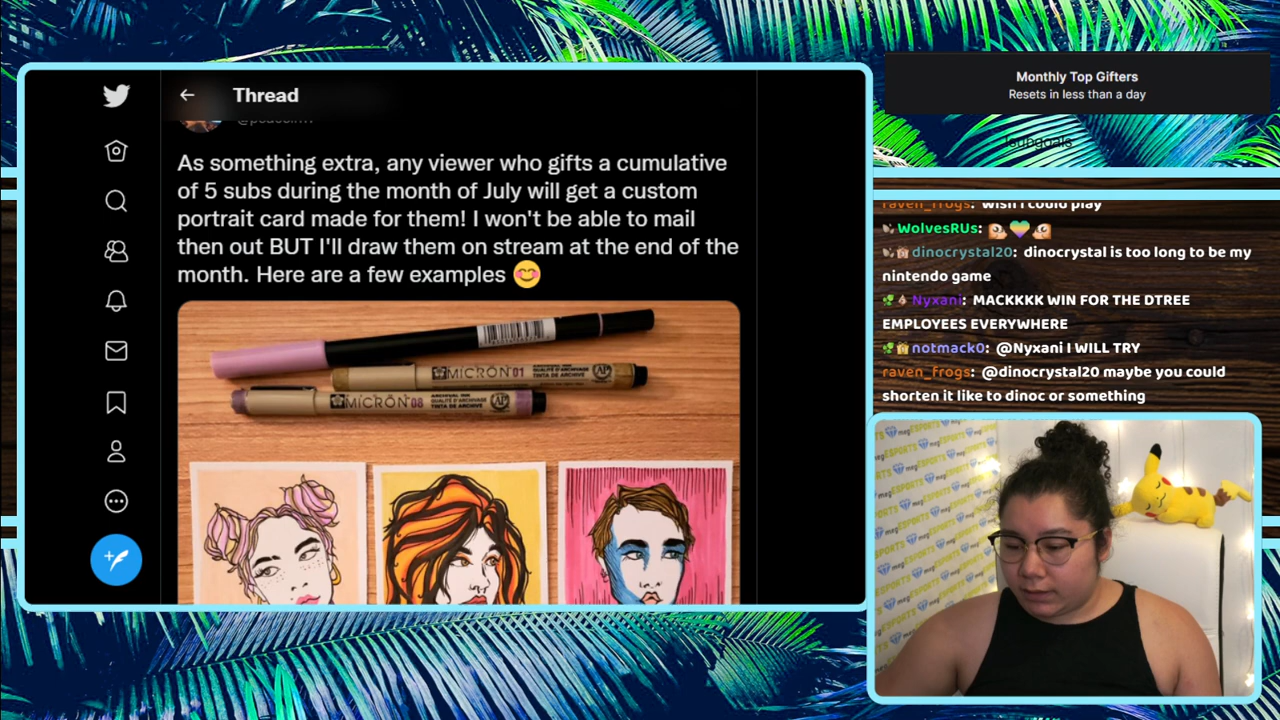 Thread
As something extra, any viewer who gifts a cumulative
of 5 subs during the month of July will get a custom
portrait card made for them! I won't be able to mail
then out BUT I'll draw them on stream at the end of the
month. Here are a few examples
MICRON 01
MICRON 08
Monthly Top Gifters
Resets in less than a day
!subgoals
raven_frogs: wish i could play
WolvesRUs:
dinocrystal20: dinocrystal is too long to be my
nintendo game
Nyxani: MACKKKK WIN FOR THE DTREE
EMPLOYEES EVERYWHERE
notmack0: @Nyxani I WILL TRY
raven_frogs: @dinocrystal20 maybe you could
shorten it like to dinoc or something
msgESPORTS